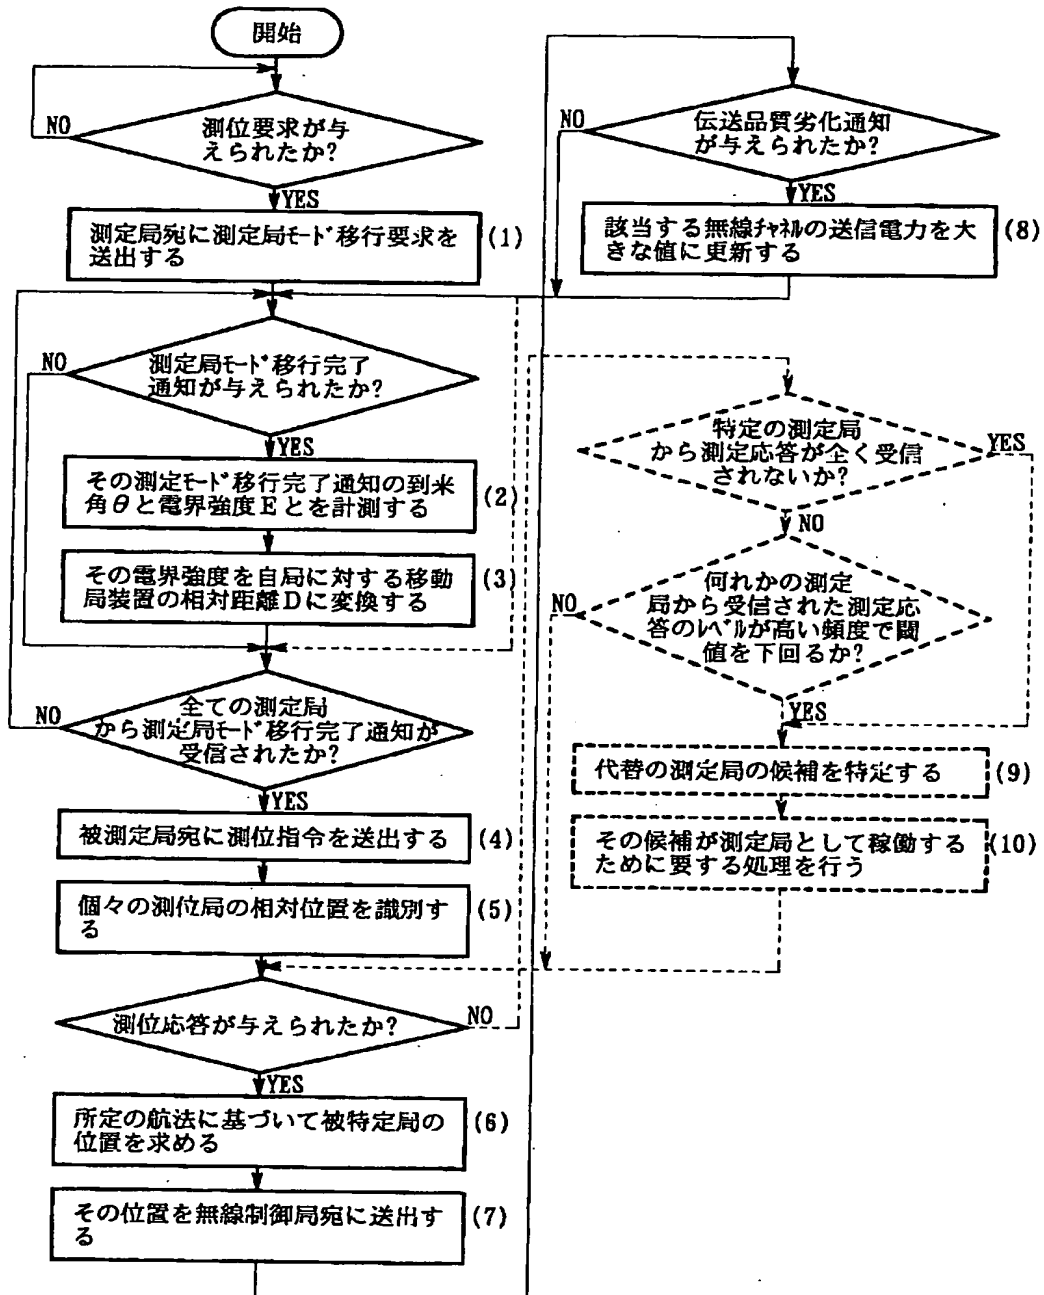 開始
測位要求が与
えられたか?
NO
YES
測定局宛に測定局ﾓｰﾄﾞ移行要求を
送出する
(1)
測定局ﾓｰﾄﾞ移行完了
通知が与えられたか?
NO
YES
その測定ﾓｰﾄﾞ移行完了通知の到来
角θと電界強度Eとを計測する
(2)
その電界強度を自局に対する移動
局装置の相対距離Dに変換する
(3)
全ての測定局
から測定局ﾓｰﾄﾞ移行完了通知が
受信されたか?
NO
YES
被測定局宛に測位指令を送出する
(4)
個々の測位局の相対位置を識別す
る
(5)
測位応答が与えられたか?
NO
YES
所定の航法に基づいて被特定局の
位置を求める
(6)
その位置を無線制御局宛に送出す
る
(7)
伝送品質劣化通知
が与えられたか?
NO
YES
該当する無線ﾁｬﾈﾙの送信電力を大
きな値に更新する
(8)
特定の測定局
から測定応答が全く受信
されないか?
YES
NO
何れかの測定
局から受信された測定応
答のﾚﾍﾞﾙが高い頻度で閾
値を下回るか?
NO
YES
代替の測定局の候補を特定する
(9)
その候補が測定局として稼働する
ために要する処理を行う
(10)